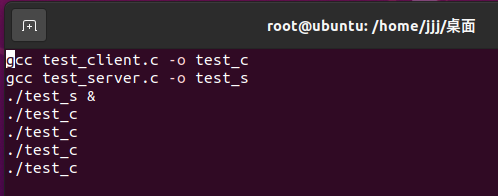 root@ubuntu: /home/jjj/桌面
gcc test_client.c -o test_c
gcc test_server.c -o test_s
./test_s &
./test_c
./test_c
./test_c
./test_c